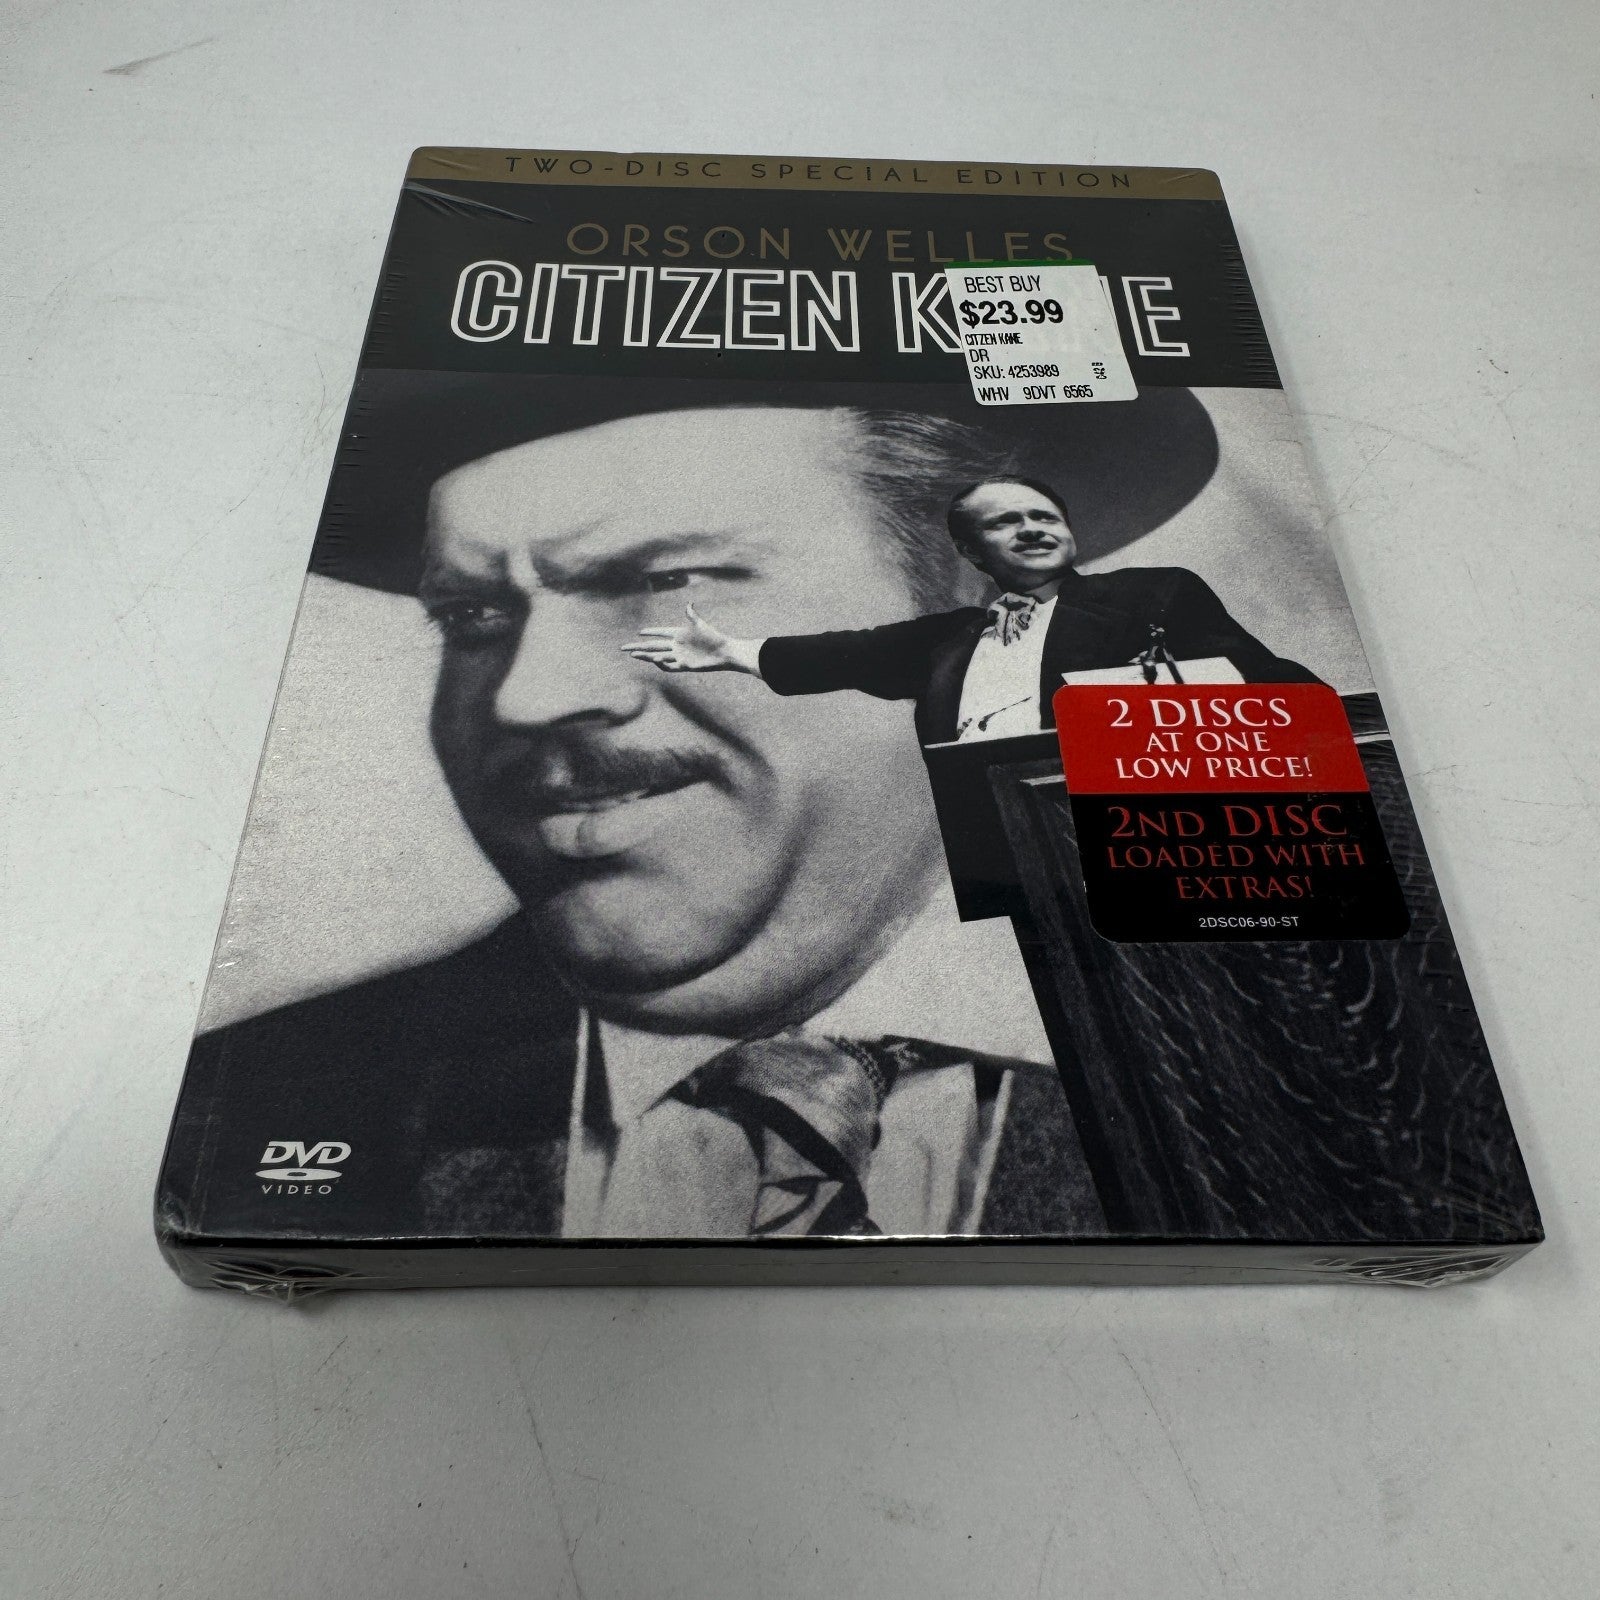 TWO-DISC SPECIAL EDITION
ORSON WELLES
CITIZEN K E
BEST BUY
$23.99
CITZEN KANE
DR
SKU: 4253989
WHV 9DVT 6565
2 DISCS
AT ONE
LOW PRICE!
2ND DISC
LOADED WITH
EXTRAS!
2DSC06-90-ST
DVD
VIDEO